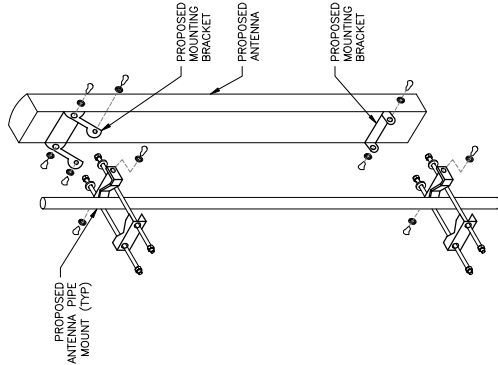 PROPOSED
MOUNTING
BRACKET
PROPOSED
ANTENNA
PROPOSED
MOUNTING
BRACKET
PROPOSED
ANTENNA PIPE
MOUNT (TYP)